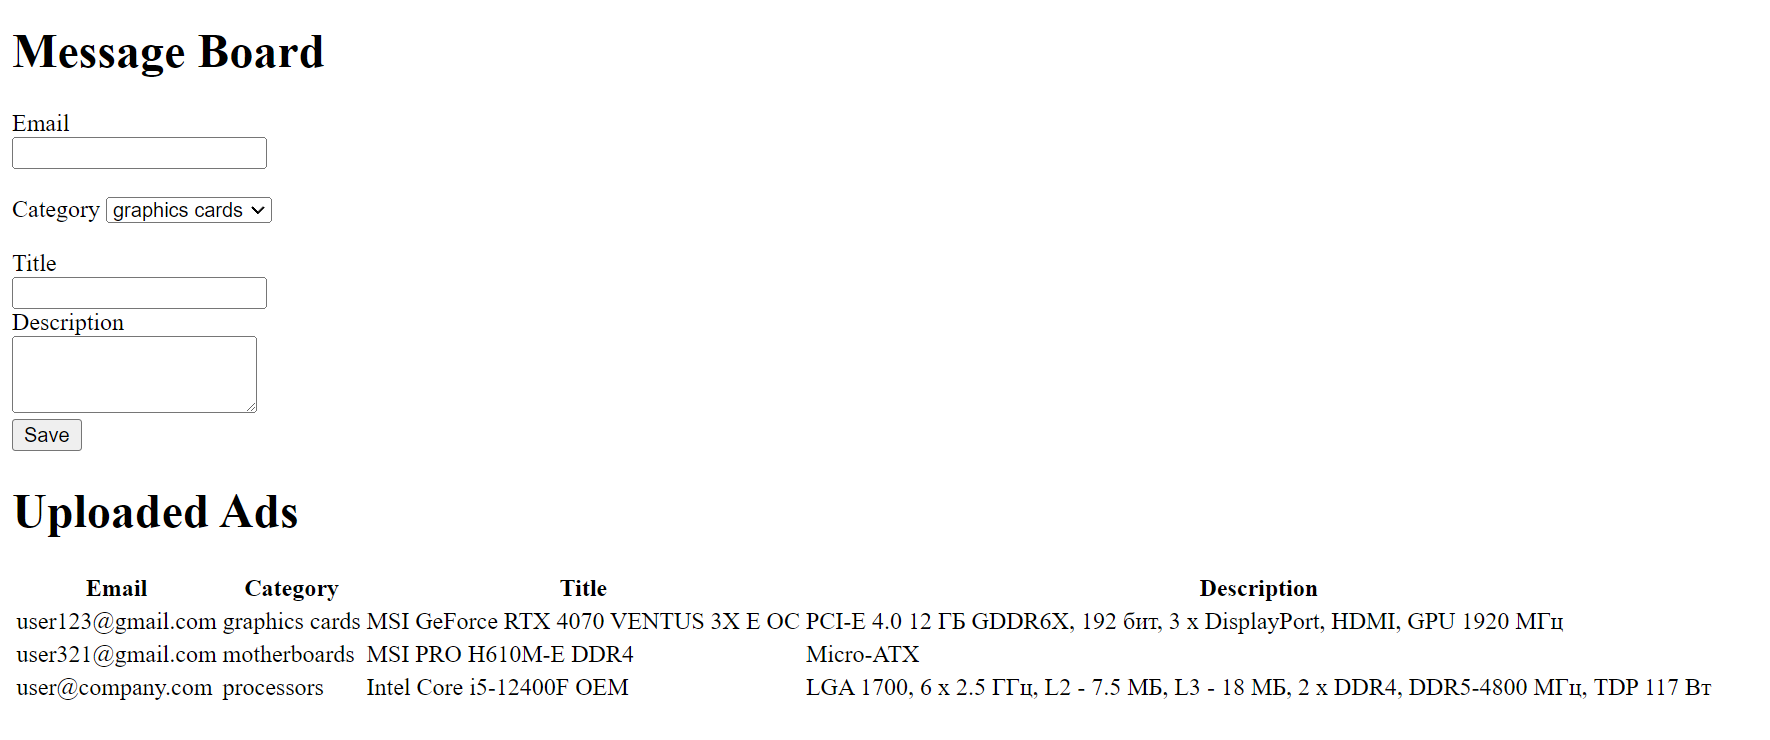 Message Board
Email
Category graphics cards
Title
Description
Save
Uploaded Ads
Email Category Title Description
user123@gmail.com graphics cards MSI GeForce RTX 4070 VENTUS 3X E OC PCI-E 4.0 12 ГБ GDDR6X, 192 бит, 3 x DisplayPort, HDMI, GPU 1920 МГц
user321@gmail.com motherboards MSI PRO H610M-E DDR4 Micro-ATX
user@company.com processors Intel Core i5-12400F OEM LGA 1700, 6 x 2.5 ГГц, L2 - 7.5 МБ, L3 - 18 МБ, 2 x DDR4, DDR5-4800 МГц, TDP 117 Вт